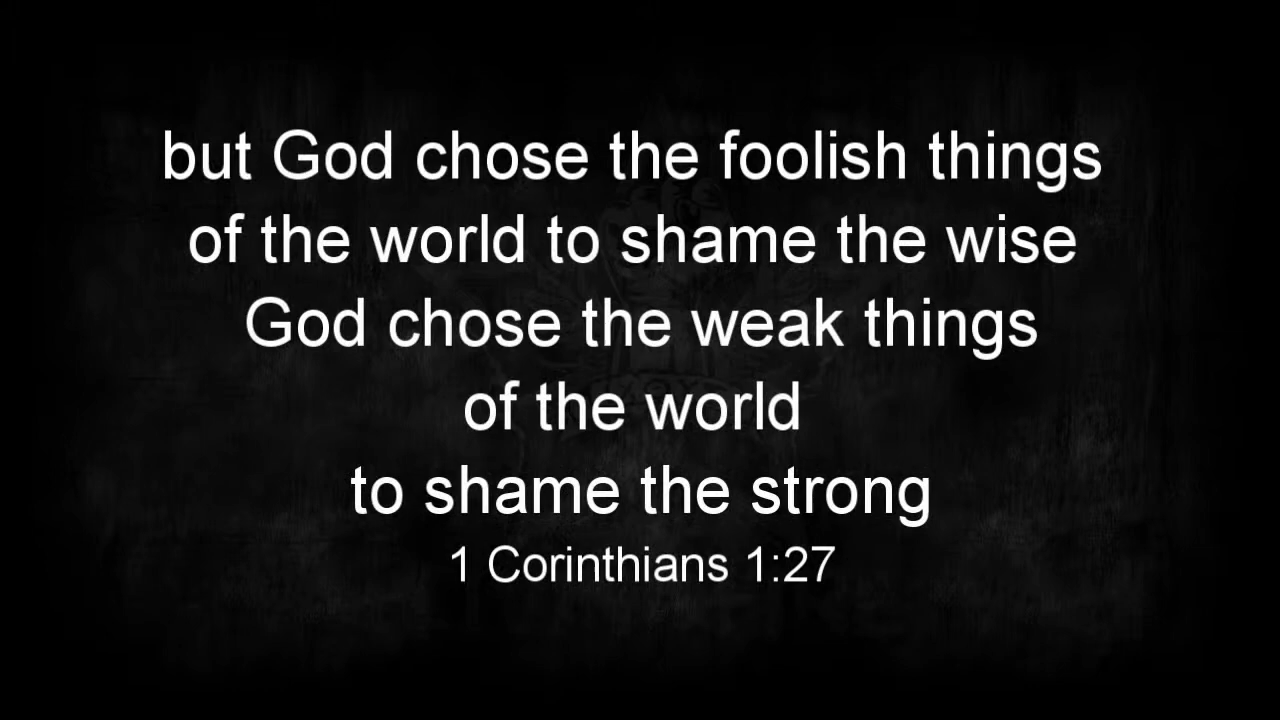 but God chose the foolish things
of the world to shame the wise
God chose the weak things
of the world
to shame the strong
1 Corinthians 1:27